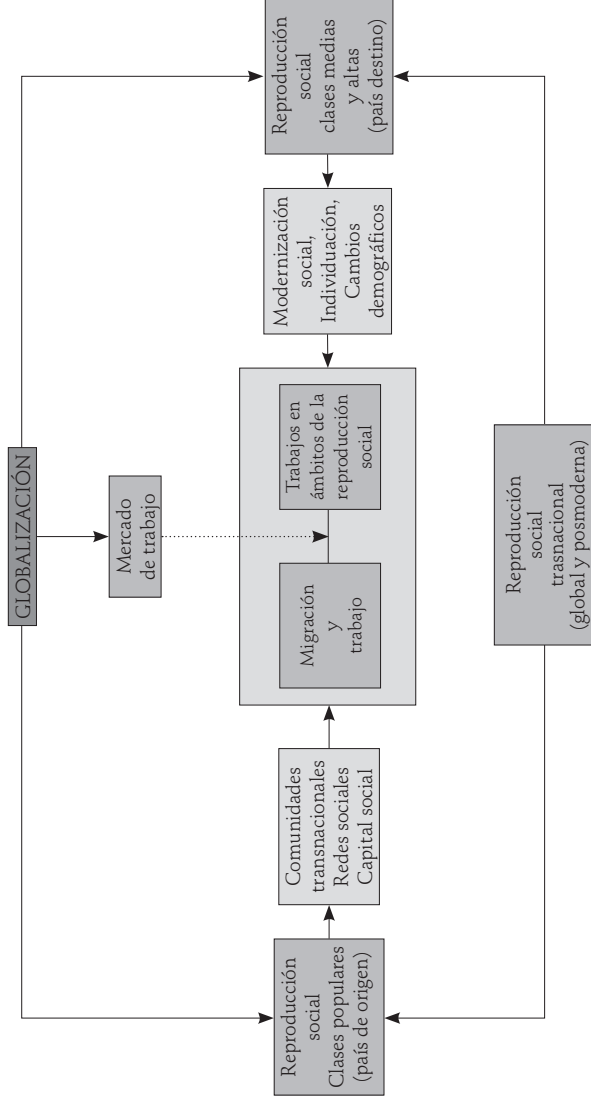 GLOBALIZACIÓN
Mercado
de trabajo
Reproducción
social
Clases populares
(país de origen)
Comunidades
transnacionales
Redes sociales
Capital social
Migración
y
trabajo
Trabajos en
ámbitos de la
reproducción
social
Modernización
social,
Individuación,
Cambios
demográficos
Reproducción
social
clases medias
y altas
(país destino)
Reproducción
social
trasnacional
(global y posmoderna)